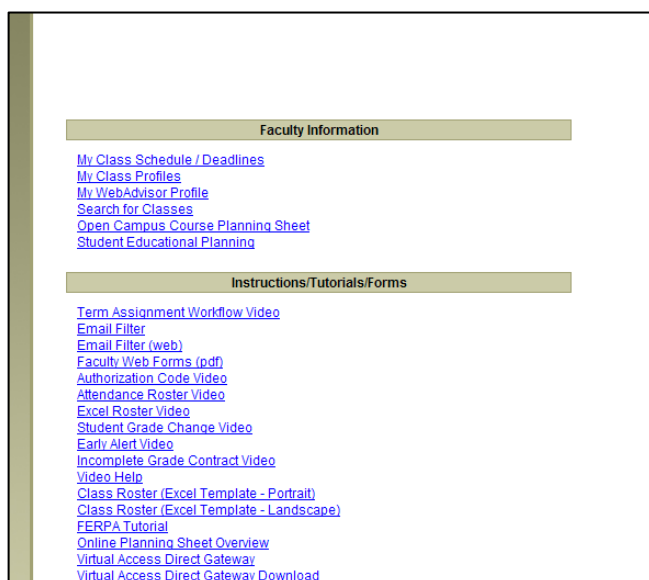 Faculty Information
My Class Schedule / Deadlines
My Class Profiles
My WebAdvisor Profile
Search for Classes
Open Campus Course Planning Sheet
Student Educational Planning
Instructions/Tutorials/Forms
Term Assignment Workflow Video
Email Filter
Email Filter (web)
Faculty Web Forms (pdf)
Authorization Code Video
Attendance Roster Video
Excel Roster Video
Student Grade Change Video
Early Alert Video
Incomplete Grade Contract Video
Video Help
Class Roster (Excel Template - Portrait)
Class Roster (Excel Template - Landscape)
FERPA Tutorial
Online Planning Sheet Overview
Virtual Access Direct Gateway
Virtual Access Direct Gateway Download